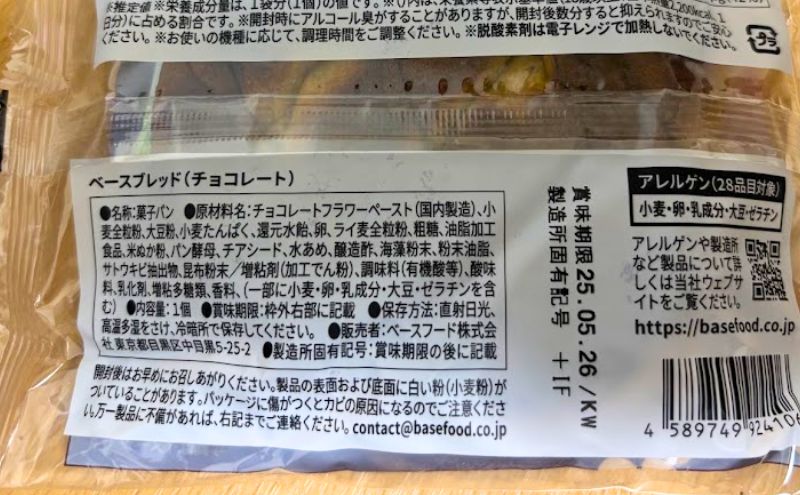 ※推定値 ※栄養成分量は、1袋分(1個)の値です。
2,200kcal、1
日分)に占める割合です。※開封時にアルコール臭がすることがありますが、開封後数分すると抑えられますのでご安心
ください。※お使いの機種に応じて、調理時間をご調整ください。※脱酸素剤は電子レンジで加熱しないでください。
プラ
ベースブレッド(チョコレート)
●名称:菓子パン ●原材料名:チョコレートフラワーペースト(国内製造)、小
麦全粒粉、大豆粉、小麦たんぱく、還元水飴、卵、ライ麦全粒粉、粗糖、油脂加工
食品、米ぬか粉、パン酵母、チアシード、水あめ、醸造酢、海藻粉末、粉末油脂、
サトウキビ抽出物、昆布粉末/増粘剤(加工でん粉)、調味料(有機酸等)、酸味
料、乳化剤、増粘多糖類、香料、(一部に小麦・卵・乳成分・大豆・ゼラチンを含
む) ●内容量:1個 ●賞味期限:枠外右部に記載 ●保存方法:直射日光、
高温多湿をさけ、冷暗所で保存してください。 ●販売者:ベースフード株式会
社 東京都目黒区中目黒5-25-2 ●製造所固有記号:賞味期限の後に記載
開封後はお早めにお召しあがりください。製品の表面および底面に白い粉(小麦粉)が
ついていることがあります。パッケージに傷がつくとカビの原因になるのでご注意くださ
い。万一製品に不備があれば、右記までご連絡ください。contact@basefood.co.jp
賞味期限25.05.26/KW
製造所固有記号 +IF
アレルゲン(28品目対象)
小麦・卵・乳成分・大豆・ゼラチン
アレルゲンや製造所
など製品について詳
しくは当社ウェブサ
イトをご覧ください。
https://basefood.co.jp
4 589749 924106